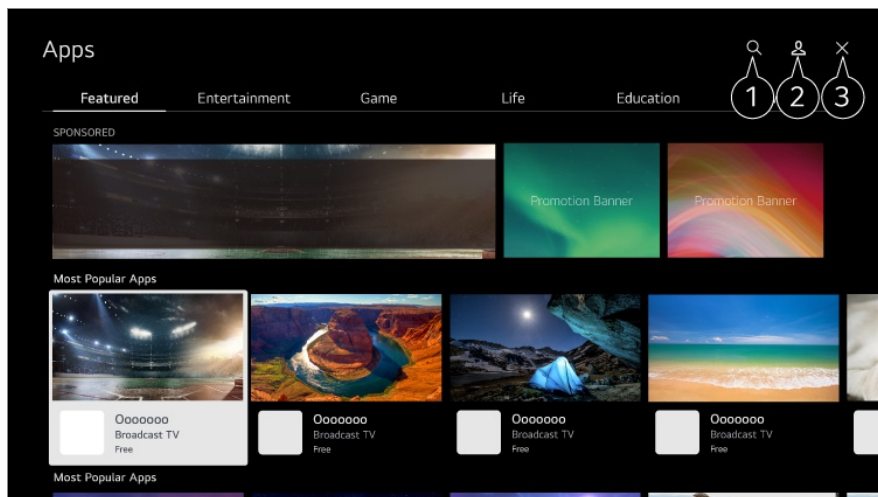 Apps
Featured Entertainment Game Life Education
1 2 3
SPONSORED
Promotion Banner Promotion Banner
Most Popular Apps
Ooooooo Ooooooo Ooooooo Ooooooo
Broadcast TV Broadcast TV Broadcast TV Broadcast TV
Free Free Free Free
Most Popular Apps